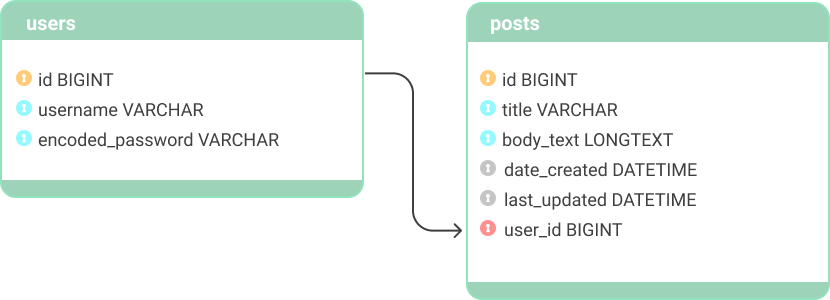 users
id BIGINT
username VARCHAR
encoded_password VARCHAR
posts
id BIGINT
title VARCHAR
body_text LONGTEXT
date_created DATETIME
last_updated DATETIME
user_id BIGINT